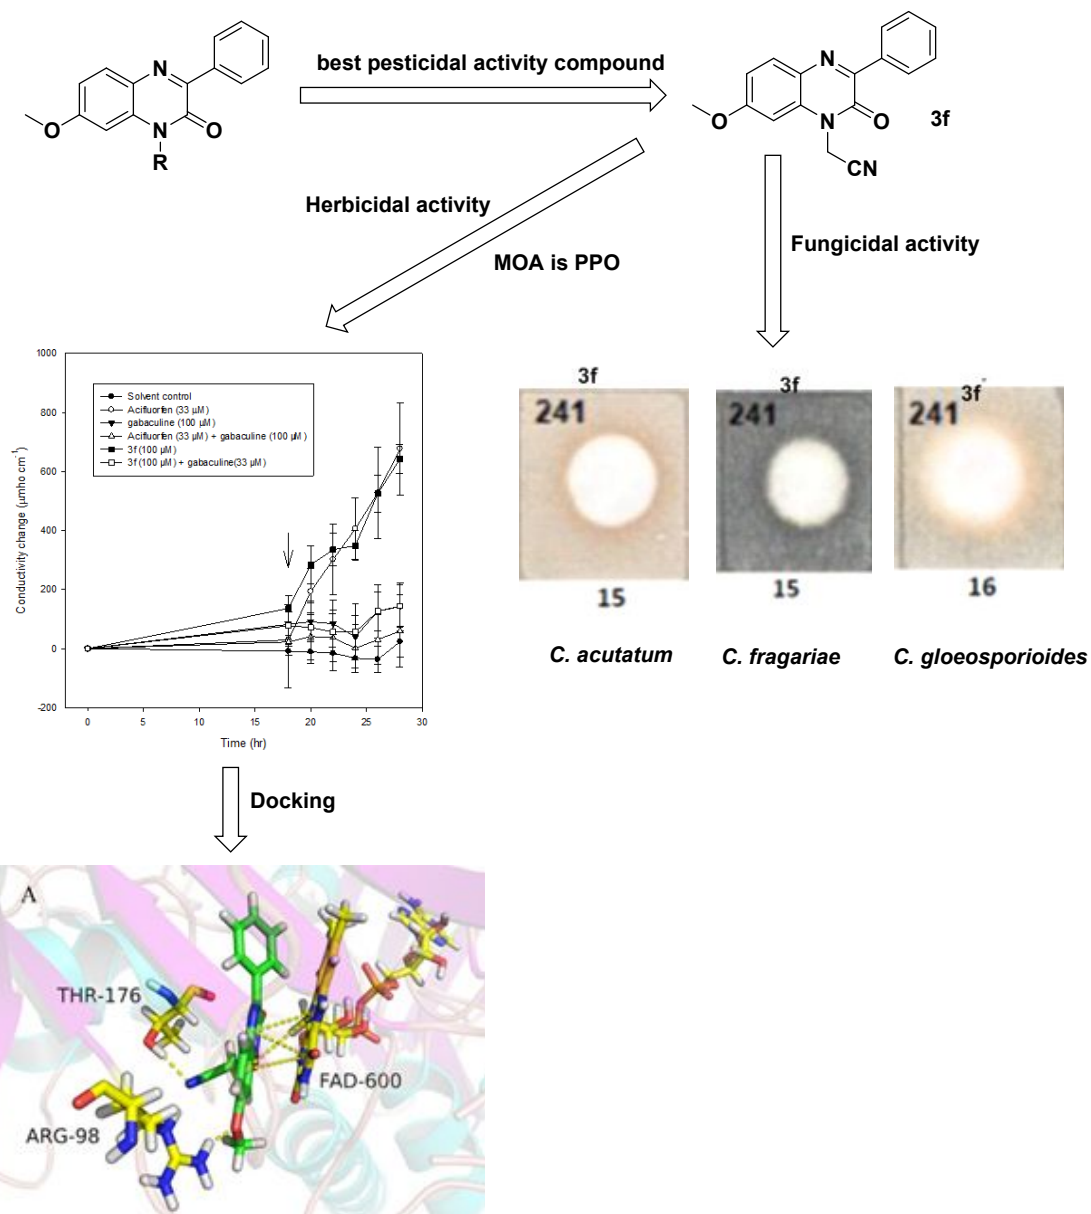 N
O
N
O
R
best pesticidal activity compound
N
O
N
O
3f
CN
Herbicidal activity
MOA is PPO
Fungicidal activity
1000
800
600
400
200
0
-200
Conductivity change (µmho cm⁻¹)
Solvent control
Acifluorfen (33 µM)
gabaculine (100 µM)
Acifluorfen (33 µM) + gabaculine (100 µM)
3f (100 µM)
3f (100 µM) + gabaculine(33 µM)
0 5 10 15 20 25 30
Time (hr)
3f
241
15
C. acutatum
3f
241
15
C. fragariae
3f
241
16
C. gloeosporioides
Docking
A
THR-176
FAD-600
ARG-98